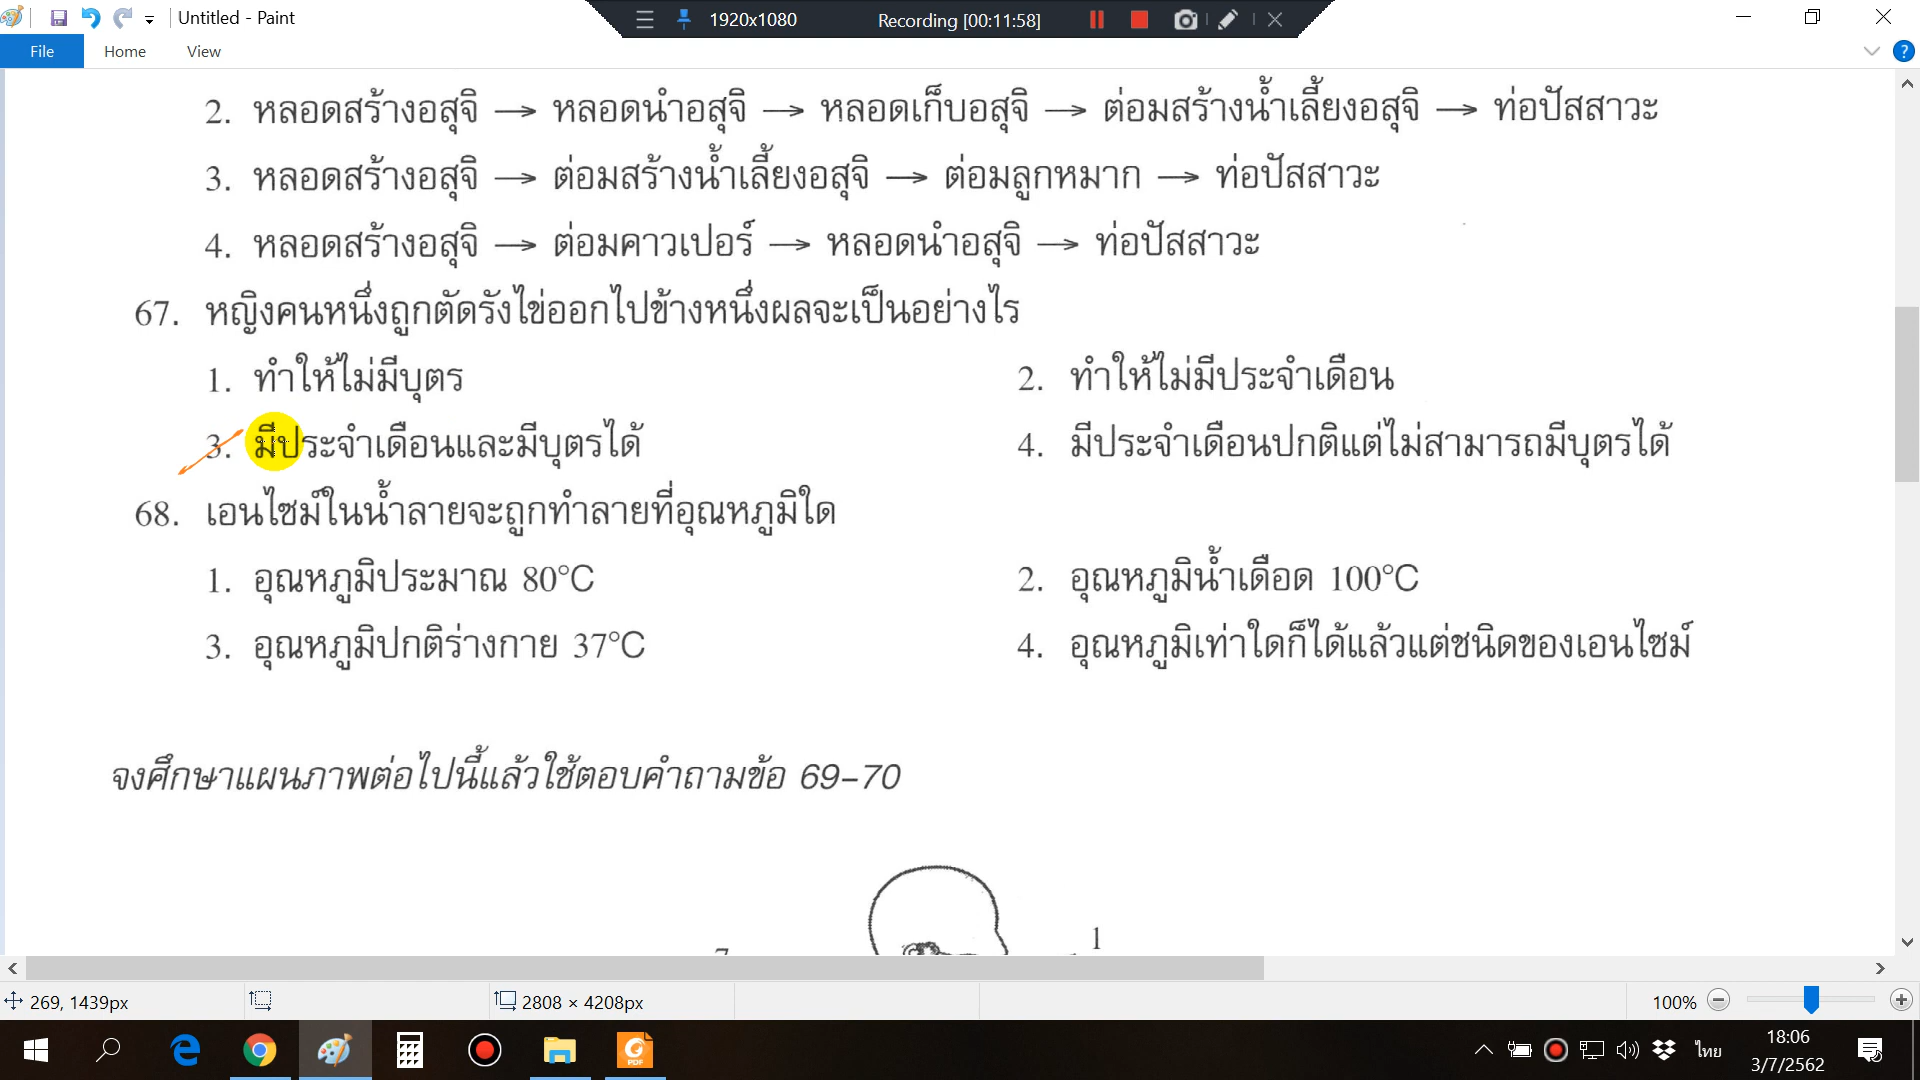 Untitled - Paint
1920x1080
Recording [00:11:58]
File
Home
View
2. หลอดสร้างอสุจิ → หลอดนำอสุจิ → หลอดเก็บอสุจิ → ต่อมสร้างน้ำเลี้ยงอสุจิ → ท่อปัสสาวะ
3. หลอดสร้างอสุจิ → ต่อมสร้างน้ำเลี้ยงอสุจิ → ต่อมลูกหมาก → ท่อปัสสาวะ
4. หลอดสร้างอสุจิ → ต่อมคาวเปอร์ → หลอดนำอสุจิ → ท่อปัสสาวะ
67. หญิงคนหนึ่งถูกตัดรังไข่ออกไปข้างหนึ่งผลจะเป็นอย่างไร
1. ทำให้ไม่มีบุตร
2. ทำให้ไม่มีประจำเดือน
3. มีประจำเดือนและมีบุตรได้
4. มีประจำเดือนปกติแต่ไม่สามารถมีบุตรได้
68. เอนไซม์ในน้ำลายจะถูกทำลายที่อุณหภูมิใด
1. อุณหภูมิประมาณ 80°C
2. อุณหภูมิน้ำเดือด 100°C
3. อุณหภูมิปกติร่างกาย 37°C
4. อุณหภูมิเท่าใดก็ได้แล้วแต่ชนิดของเอนไซม์
จงศึกษาแผนภาพต่อไปนี้แล้วใช้ตอบคำถามข้อ 69–70
1
269, 1439px
2808 × 4208px
100%
PDF
ไทย
18:06
3/7/2562